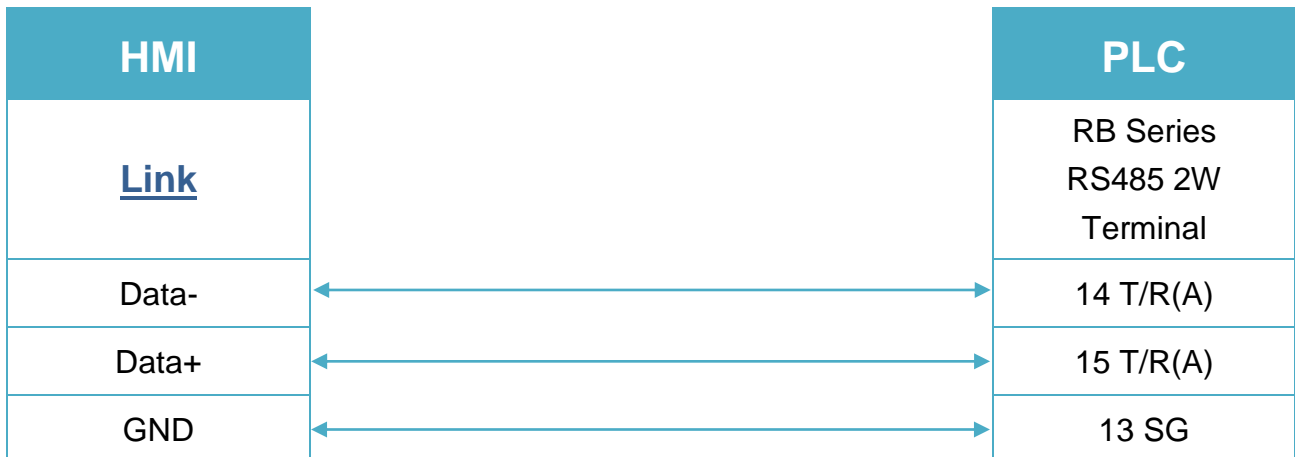 HMI
PLC
Link
RB Series
RS485 2W
Terminal
Data-
14 T/R(A)
Data+
15 T/R(A)
GND
13 SG